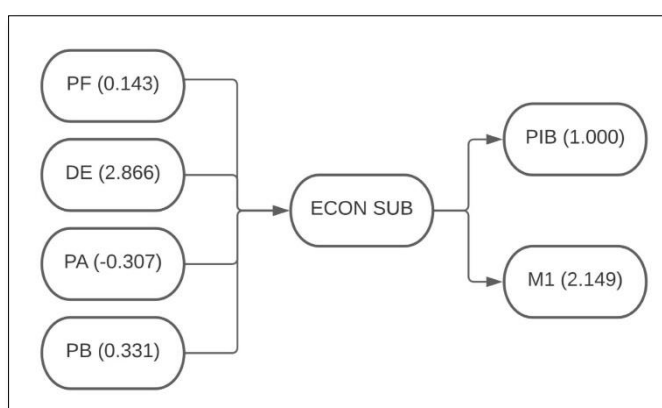 PF (0.143)
DE (2.866)
PA (-0.307)
PB (0.331)
ECON SUB
PIB (1.000)
M1 (2.149)